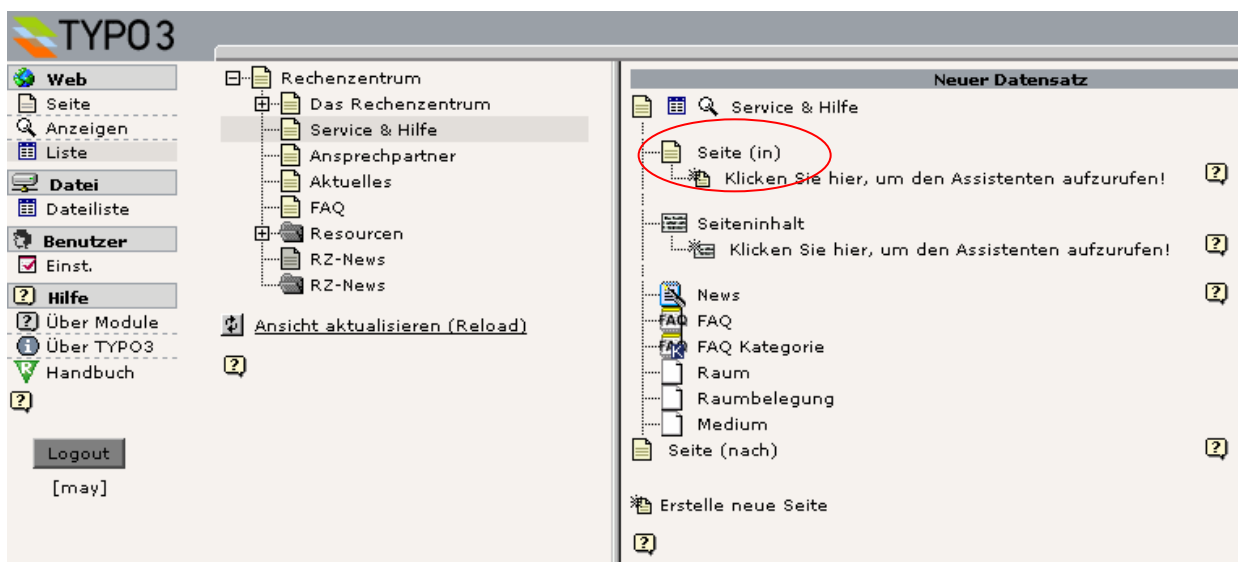 TYPO3
Web
Seite
Anzeigen
Liste
Datei
Dateiliste
Benutzer
Einst.
Hilfe
Über Module
Über TYPO3
Handbuch
Logout
[may]
Rechenzentrum
Das Rechenzentrum
Service & Hilfe
Ansprechpartner
Aktuelles
FAQ
Resourcen
RZ-News
RZ-News
Ansicht aktualisieren (Reload)
Neuer Datensatz
Service & Hilfe
Seite (in)
Klicken Sie hier, um den Assistenten aufzurufen!
Seiteninhalt
Klicken Sie hier, um den Assistenten aufzurufen!
News
FAQ
FAQ Kategorie
Raum
Raumbelegung
Medium
Seite (nach)
Erstelle neue Seite